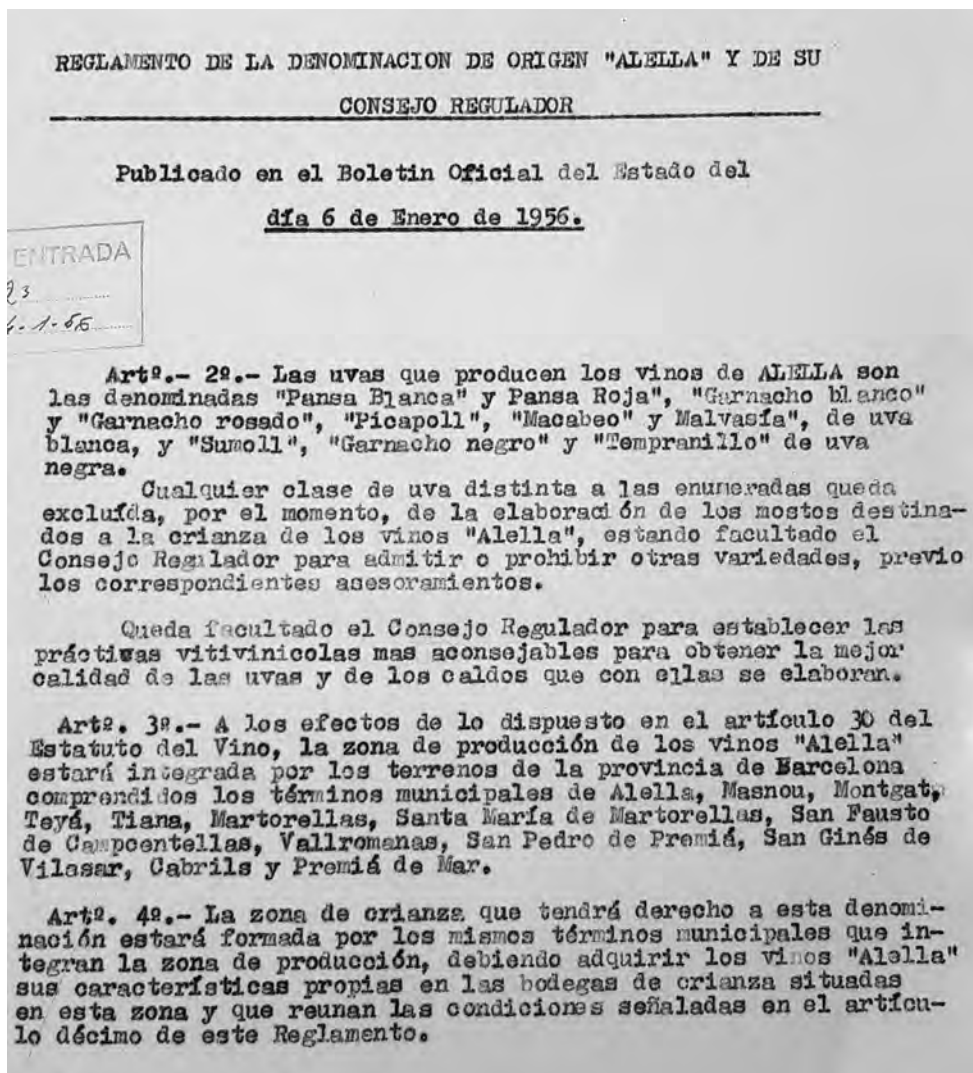 REGLAMENTO DE LA DENOMINACION DE ORIGEN "ALELLA" Y DE SU
CONSEJO REGULADOR
Publicado en el Boletin Oficial del Estado del
día 6 de Enero de 1956.
ENTRADA
23
4-1-56
Artº.- 2º.- Las uvas que producen los vinos de ALELLA son
las denominadas "Pansa Blanca" y Pansa Roja", "Garnacho blanco"
y "Garnacho rosado", "Picapoll", "Macabeo" y Malvasía", de uva
blanca, y "Sumoll", "Garnacho negro" y "Tempranillo" de uva
negra.
Cualquier clase de uva distinta a las enumeradas queda
excluída, por el momento, de la elaboración de los mostos destina-
dos a la crianza de los vinos "Alella", estando facultado el
Consejo Regulador para admitir o prohibir otras variedades, previo
los correspondientes asesoramientos.
Queda facultado el Consejo Regulador para establecer las
prácticas vitivinicolas mas aconsejables para obtener la mejor
calidad de las uvas y de los caldos que con ellas se elaboran.
Artº. 3º.- A los efectos de lo dispuesto en el artículo 30 del
Estatuto del Vino, la zona de producción de los vinos "Alella"
estará integrada por los terrenos de la provincia de Barcelona
comprendidos los términos municipales de Alella, Masnou, Montgat,
Teyá, Tiana, Martorellas, Santa María de Martorellas, San Fausto
de Campcentellas, Vallromanas, San Pedro de Premiá, San Ginés de
Vilasar, Cabrils y Premiá de Mar.
Artº. 4º.- La zona de crianza que tendrá derecho a esta denomi-
nación estará formada por los mismos términos municipales que in-
tegran la zona de producción, debiendo adquirir los vinos "Alella"
sus características propias en las bodegas de crianza situadas
en esta zona y que reunan las condiciones señaladas en el artícu-
lo décimo de este Reglamento.